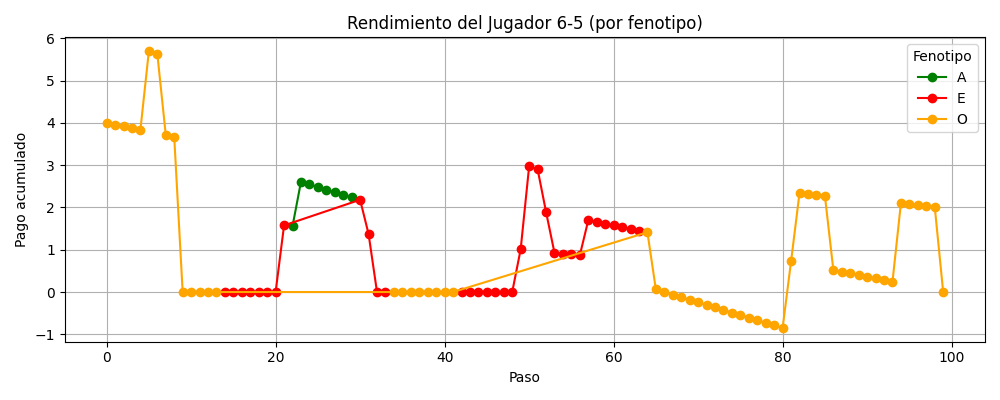 Rendimiento del Jugador 6-5 (por fenotipo)
Pago acumulado
6
5
4
3
2
1
0
−1
Fenotipo
A
E
O
0 20 40 60 80 100
Paso